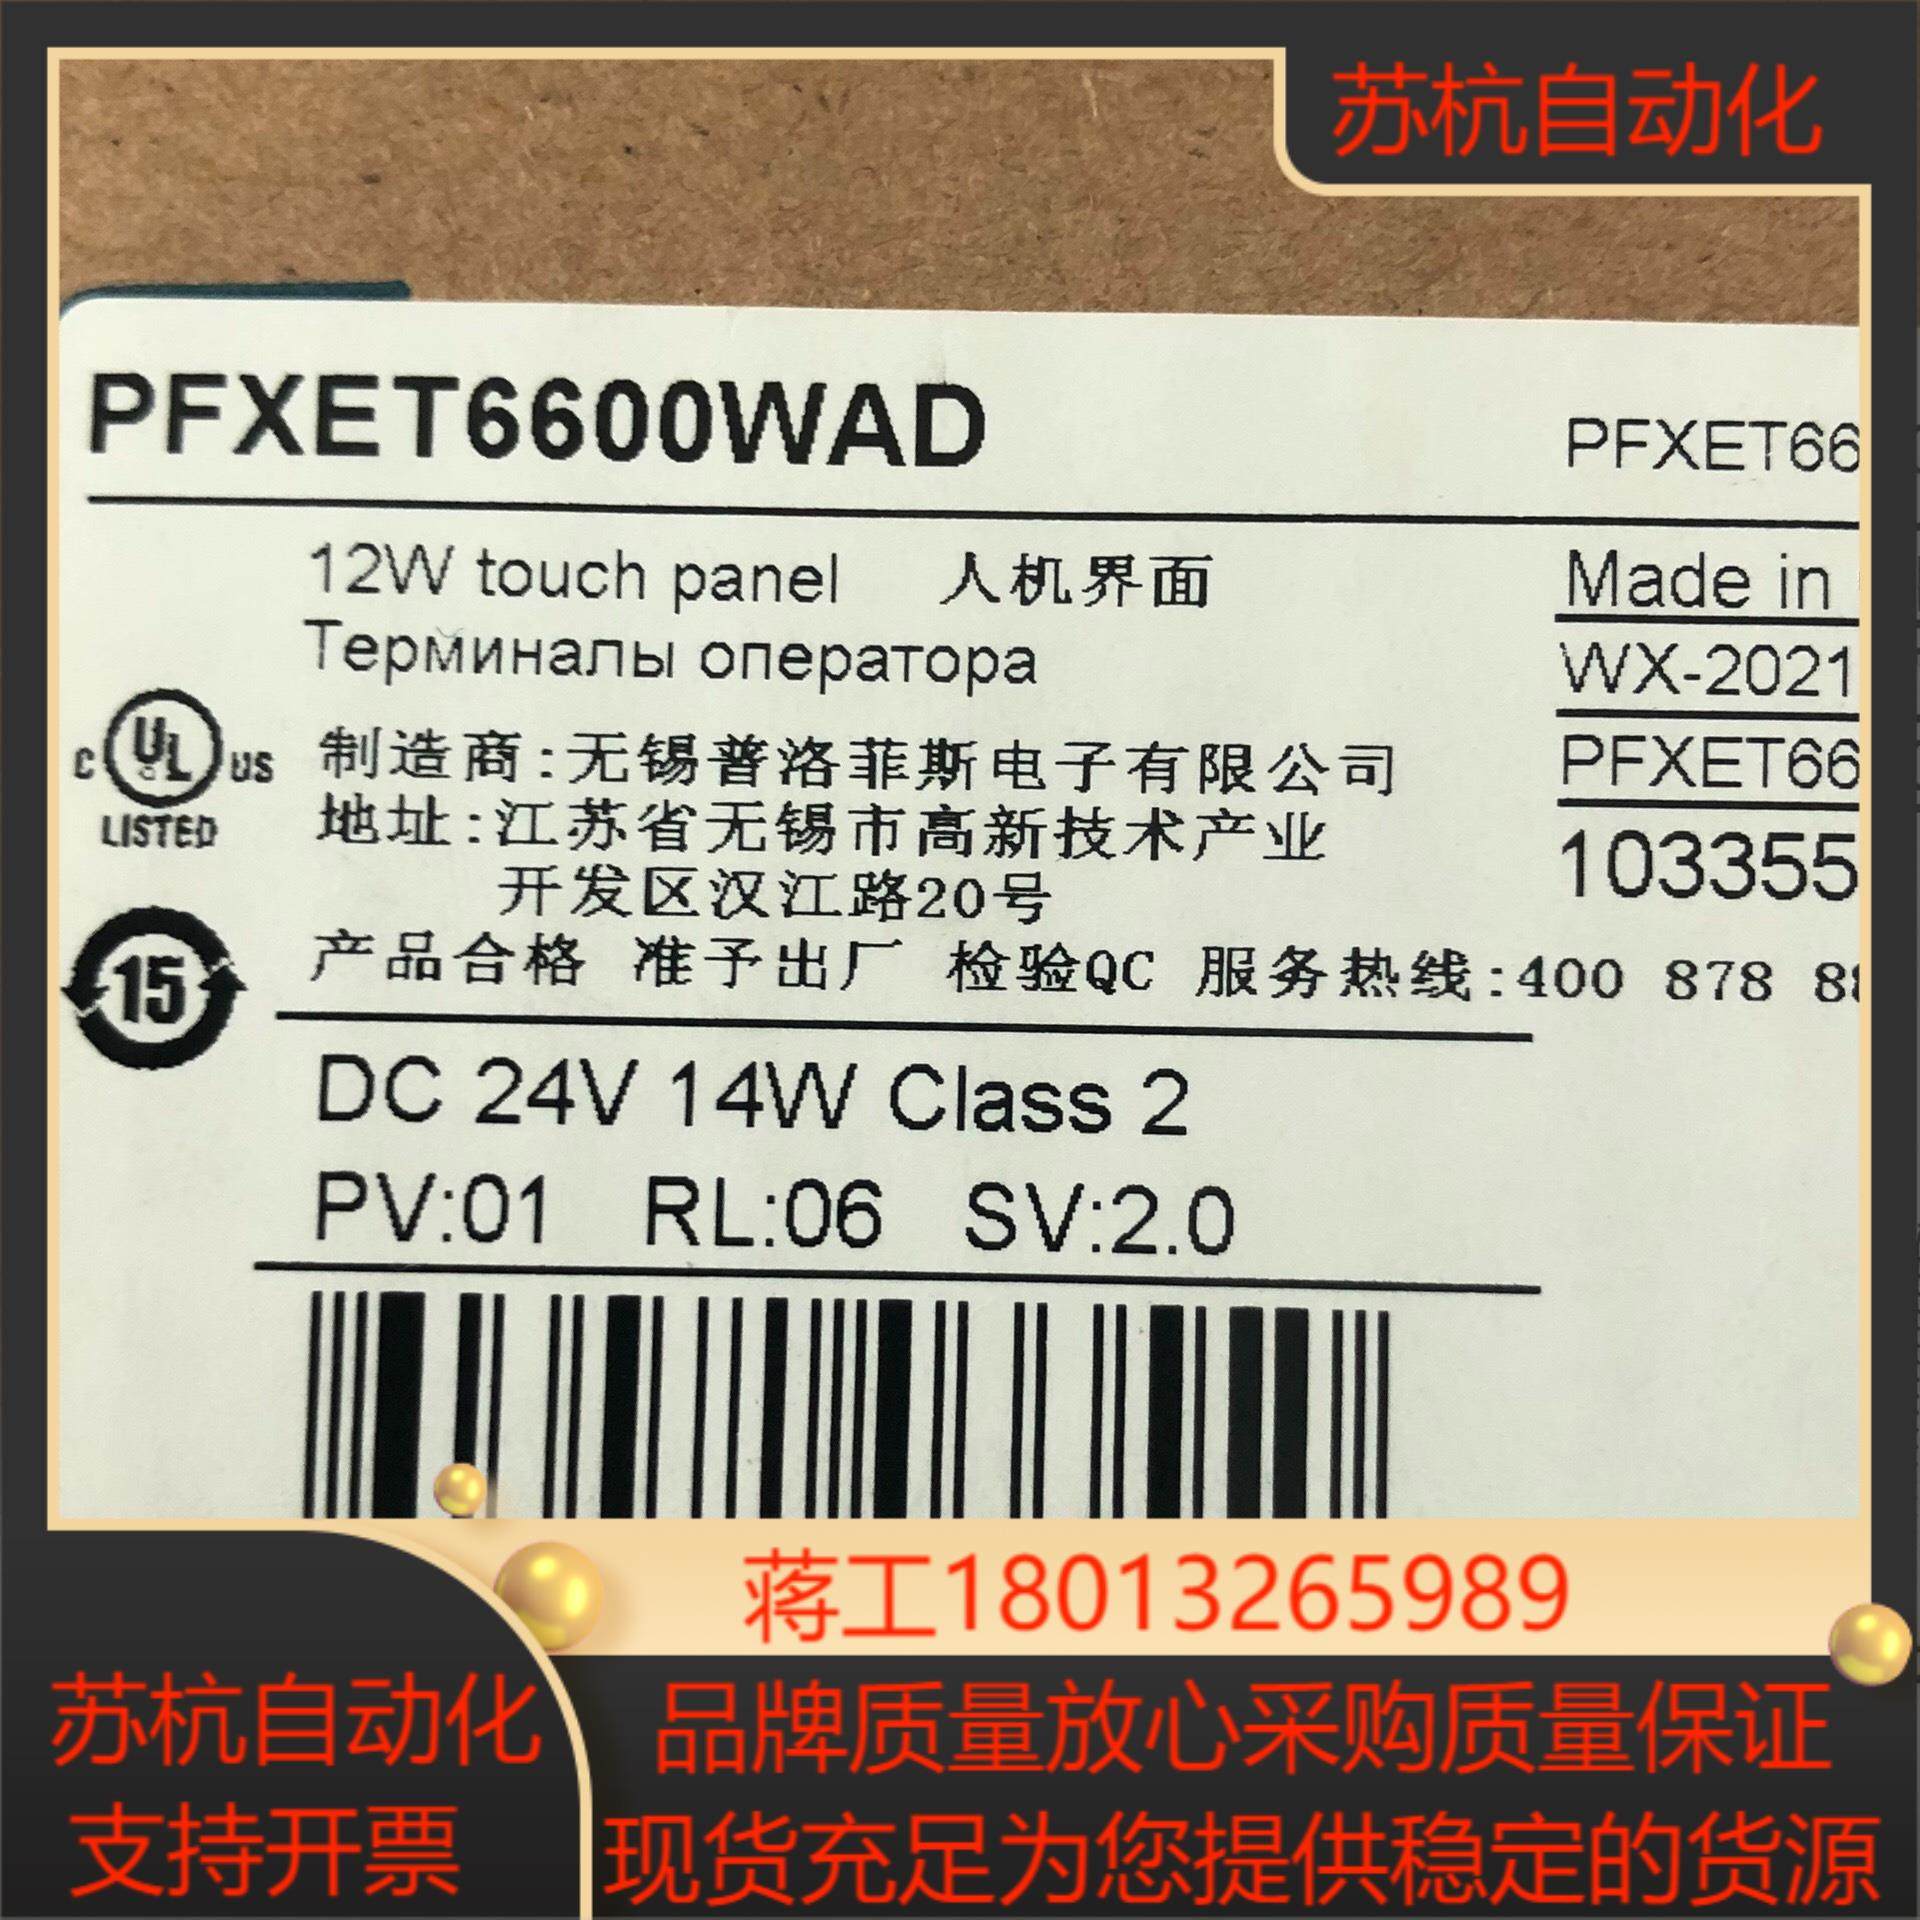 苏杭自动化
PFXET6600WAD
PFXET66
12W touch panel 人机界面
Made in
Терминалы оператора
WX-2021
C UL US
LISTED
制造商:无锡普洛菲斯电子有限公司
PFXET66
地址:江苏省无锡市高新技术产业
开发区汉江路20号
103355
15
产品合格 准予出厂 检验QC 服务热线:400 878 8
DC 24V 14W Class 2
PV:01 RL:06 SV:2.0
蒋工18013265989
苏杭自动化
支持开票
品牌质量放心采购质量保证
现货充足为您提供稳定的货源